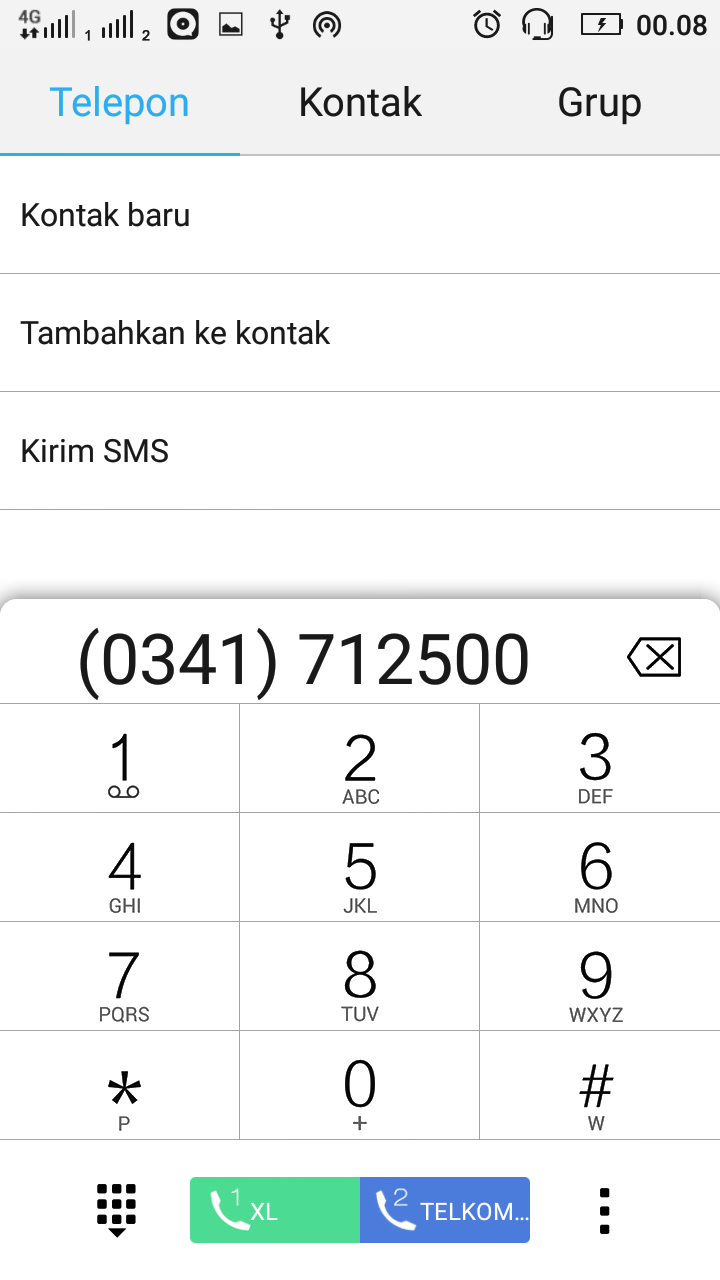 4G 1 2 00.08
Telepon Kontak Grup
Kontak baru
Tambahkan ke kontak
Kirim SMS
(0341) 712500
1 2 3
ABC DEF
4 5 6
GHI JKL MNO
7 8 9
PQRS TUV WXYZ
* 0 #
P + W
1 XL 2 TELKOM...